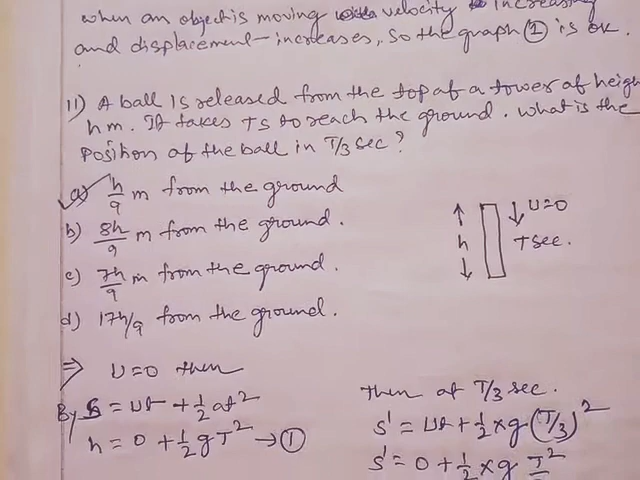 when an object is moving velocity increasing
and displacement increases, so the graph ② is ok.
11) A ball is released from the top of a tower of heigh
h m. It takes T s to reach the ground. What is the
position of the ball in T/3 sec?
a) h/9 m from the ground
b) 8h/9 m from the ground.
c) 7h/9 m from the ground.
d) 17h/9 from the ground.
↑ h ↓ ↓ U=0
T sec.
⇒ U=0 then
By S = ut + 1/2 at²
h = 0 + 1/2 gT² → ①
Then at T/3 sec.
s' = ut + 1/2 × g (T/3)²
s' = 0 + 1/2 × g T²